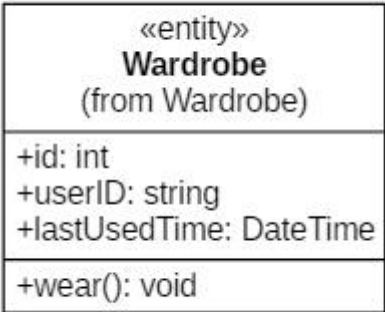 «entity»
Wardrobe
(from Wardrobe)
+id: int
+userID: string
+lastUsedTime: DateTime
+wear(): void